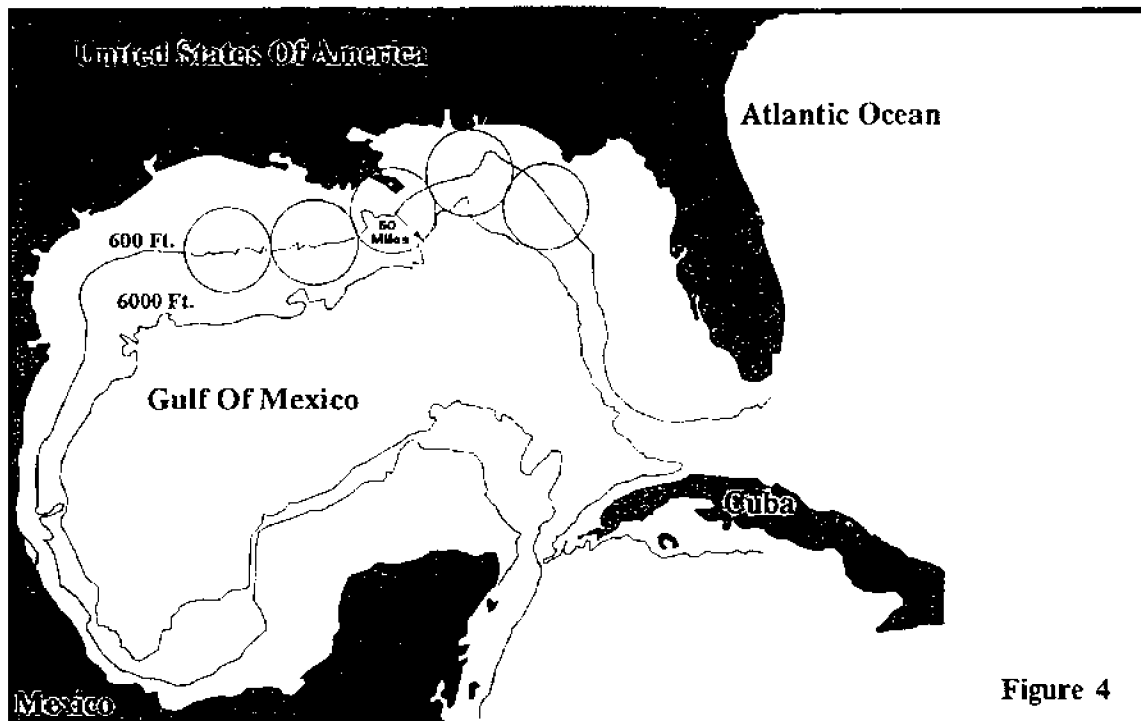 United States Of America
Atlantic Ocean
600 Ft.
50
Miles
6000 Ft.
Gulf Of Mexico
Cuba
Mexico
Figure 4